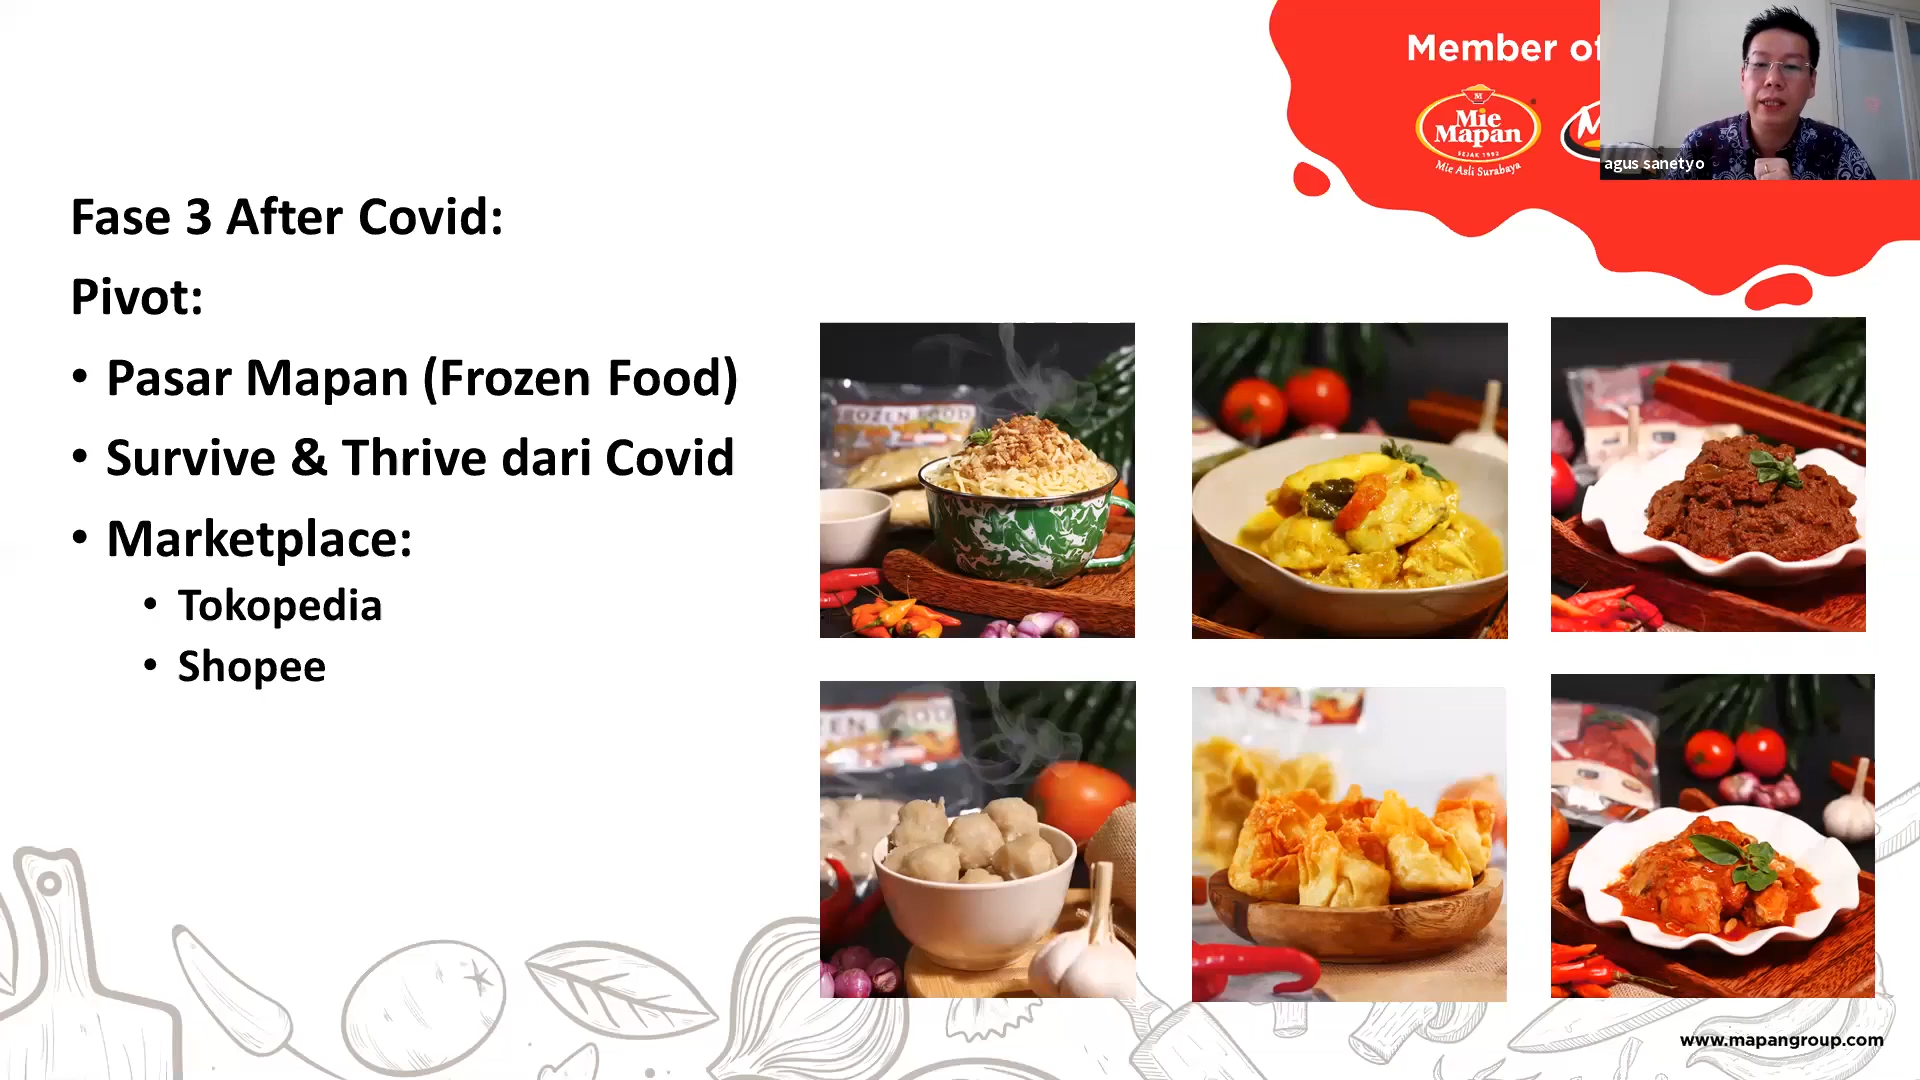 Member of
M
Mie
Mapan
SEJAK 1992
Mie Asli Surabaya
agus sanetyo
Fase 3 After Covid:
Pivot:
• Pasar Mapan (Frozen Food)
• Survive & Thrive dari Covid
• Marketplace:
• Tokopedia
• Shopee
FROZEN FOOD
www.mapangroup.com